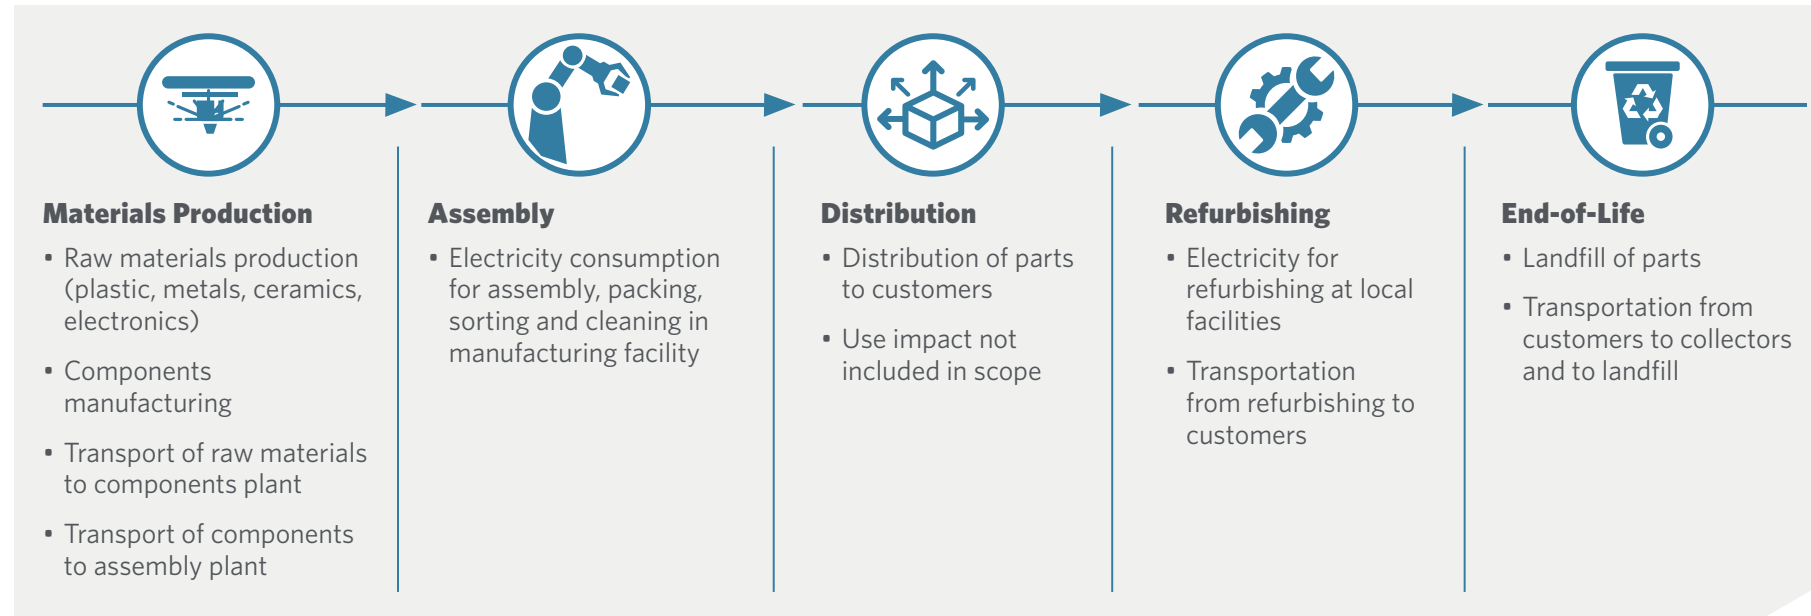 Materials Production
• Raw materials production
(plastic, metals, ceramics,
electronics)
• Components
manufacturing
• Transport of raw materials
to components plant
• Transport of components
to assembly plant
Assembly
• Electricity consumption
for assembly, packing,
sorting and cleaning in
manufacturing facility
Distribution
• Distribution of parts
to customers
• Use impact not
included in scope
Refurbishing
• Electricity for
refurbishing at local
facilities
• Transportation
from refurbishing to
customers
End-of-Life
• Landfill of parts
• Transportation from
customers to collectors
and to landfill